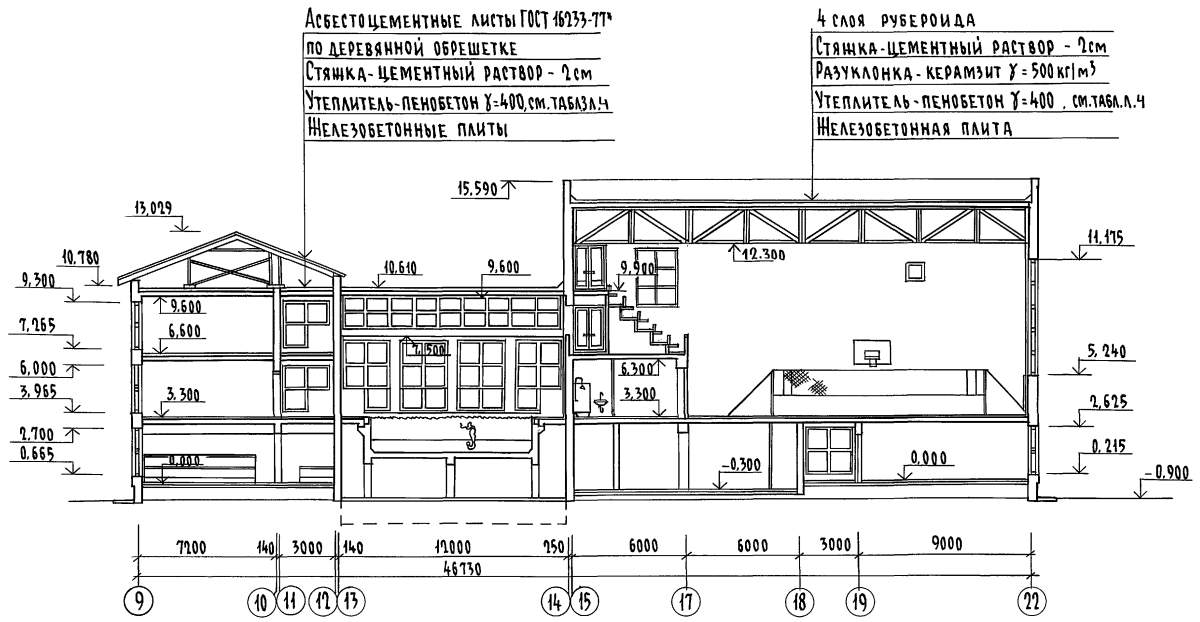 Асбестоцементные листы ГОСТ 16233-77*
по деревянной обрешетке
Стяжка-цементный раствор - 2см
Утеплитель-пенобетон γ=400, см.табл.л.4
Железобетонные плиты
4 слоя рубероида
Стяжка-цементный раствор - 2см
Разуклонка-керамзит γ=500кг/м³
Утеплитель-пенобетон γ=400, см.табл.л.4
Железобетонная плита
15,590
13,029
10,780
9,300
7,265
6,000
3,965
2,700
0,665
9,600
6,600
3,300
0,000
10,610
9,600
7,500
9,900
12.300
6.300
3,300
-0,300
0,000
11,175
5,240
2,625
0,215
-0,900
7200 140 3000 140 12000 250 6000 6000 3000 9000
46730
9 10 11 12 13 14 15 17 18 19 22